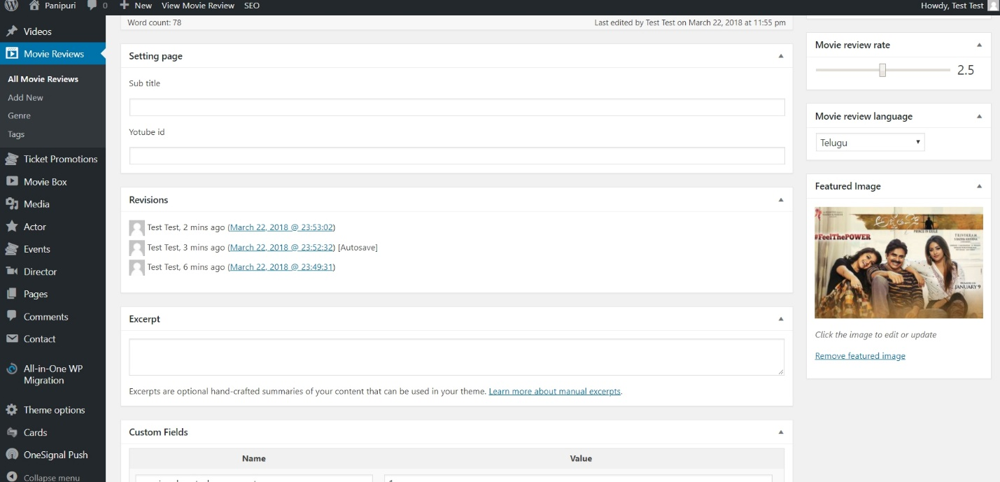 Panipuri 0 New View Movie Review SEO Howdy, Test Test
Videos
Movie Reviews
All Movie Reviews
Add New
Genre
Tags
Ticket Promotions
Movie Box
Media
Actor
Events
Director
Pages
Comments
Contact
All-in-One WP
Migration
Theme options
Cards
OneSignal Push
Collapse menu
Word count: 78 Last edited by Test Test on March 22, 2018 at 11:55 pm
Setting page
Sub title
Yotube id
Revisions
Test Test, 2 mins ago (March 22, 2018 @ 23:53:02)
Test Test, 3 mins ago (March 22, 2018 @ 23:52:32) [Autosave]
Test Test, 6 mins ago (March 22, 2018 @ 23:49:31)
Excerpt
Excerpts are optional hand-crafted summaries of your content that can be used in your theme. Learn more about manual excerpts.
Custom Fields
Name Value
Movie review rate
2.5
Movie review language
Telugu
Featured Image
PRINCE IN EXILE
#FeelThePOWER
TRIVIKRAM
JANUARY 9
Click the image to edit or update
Remove featured image